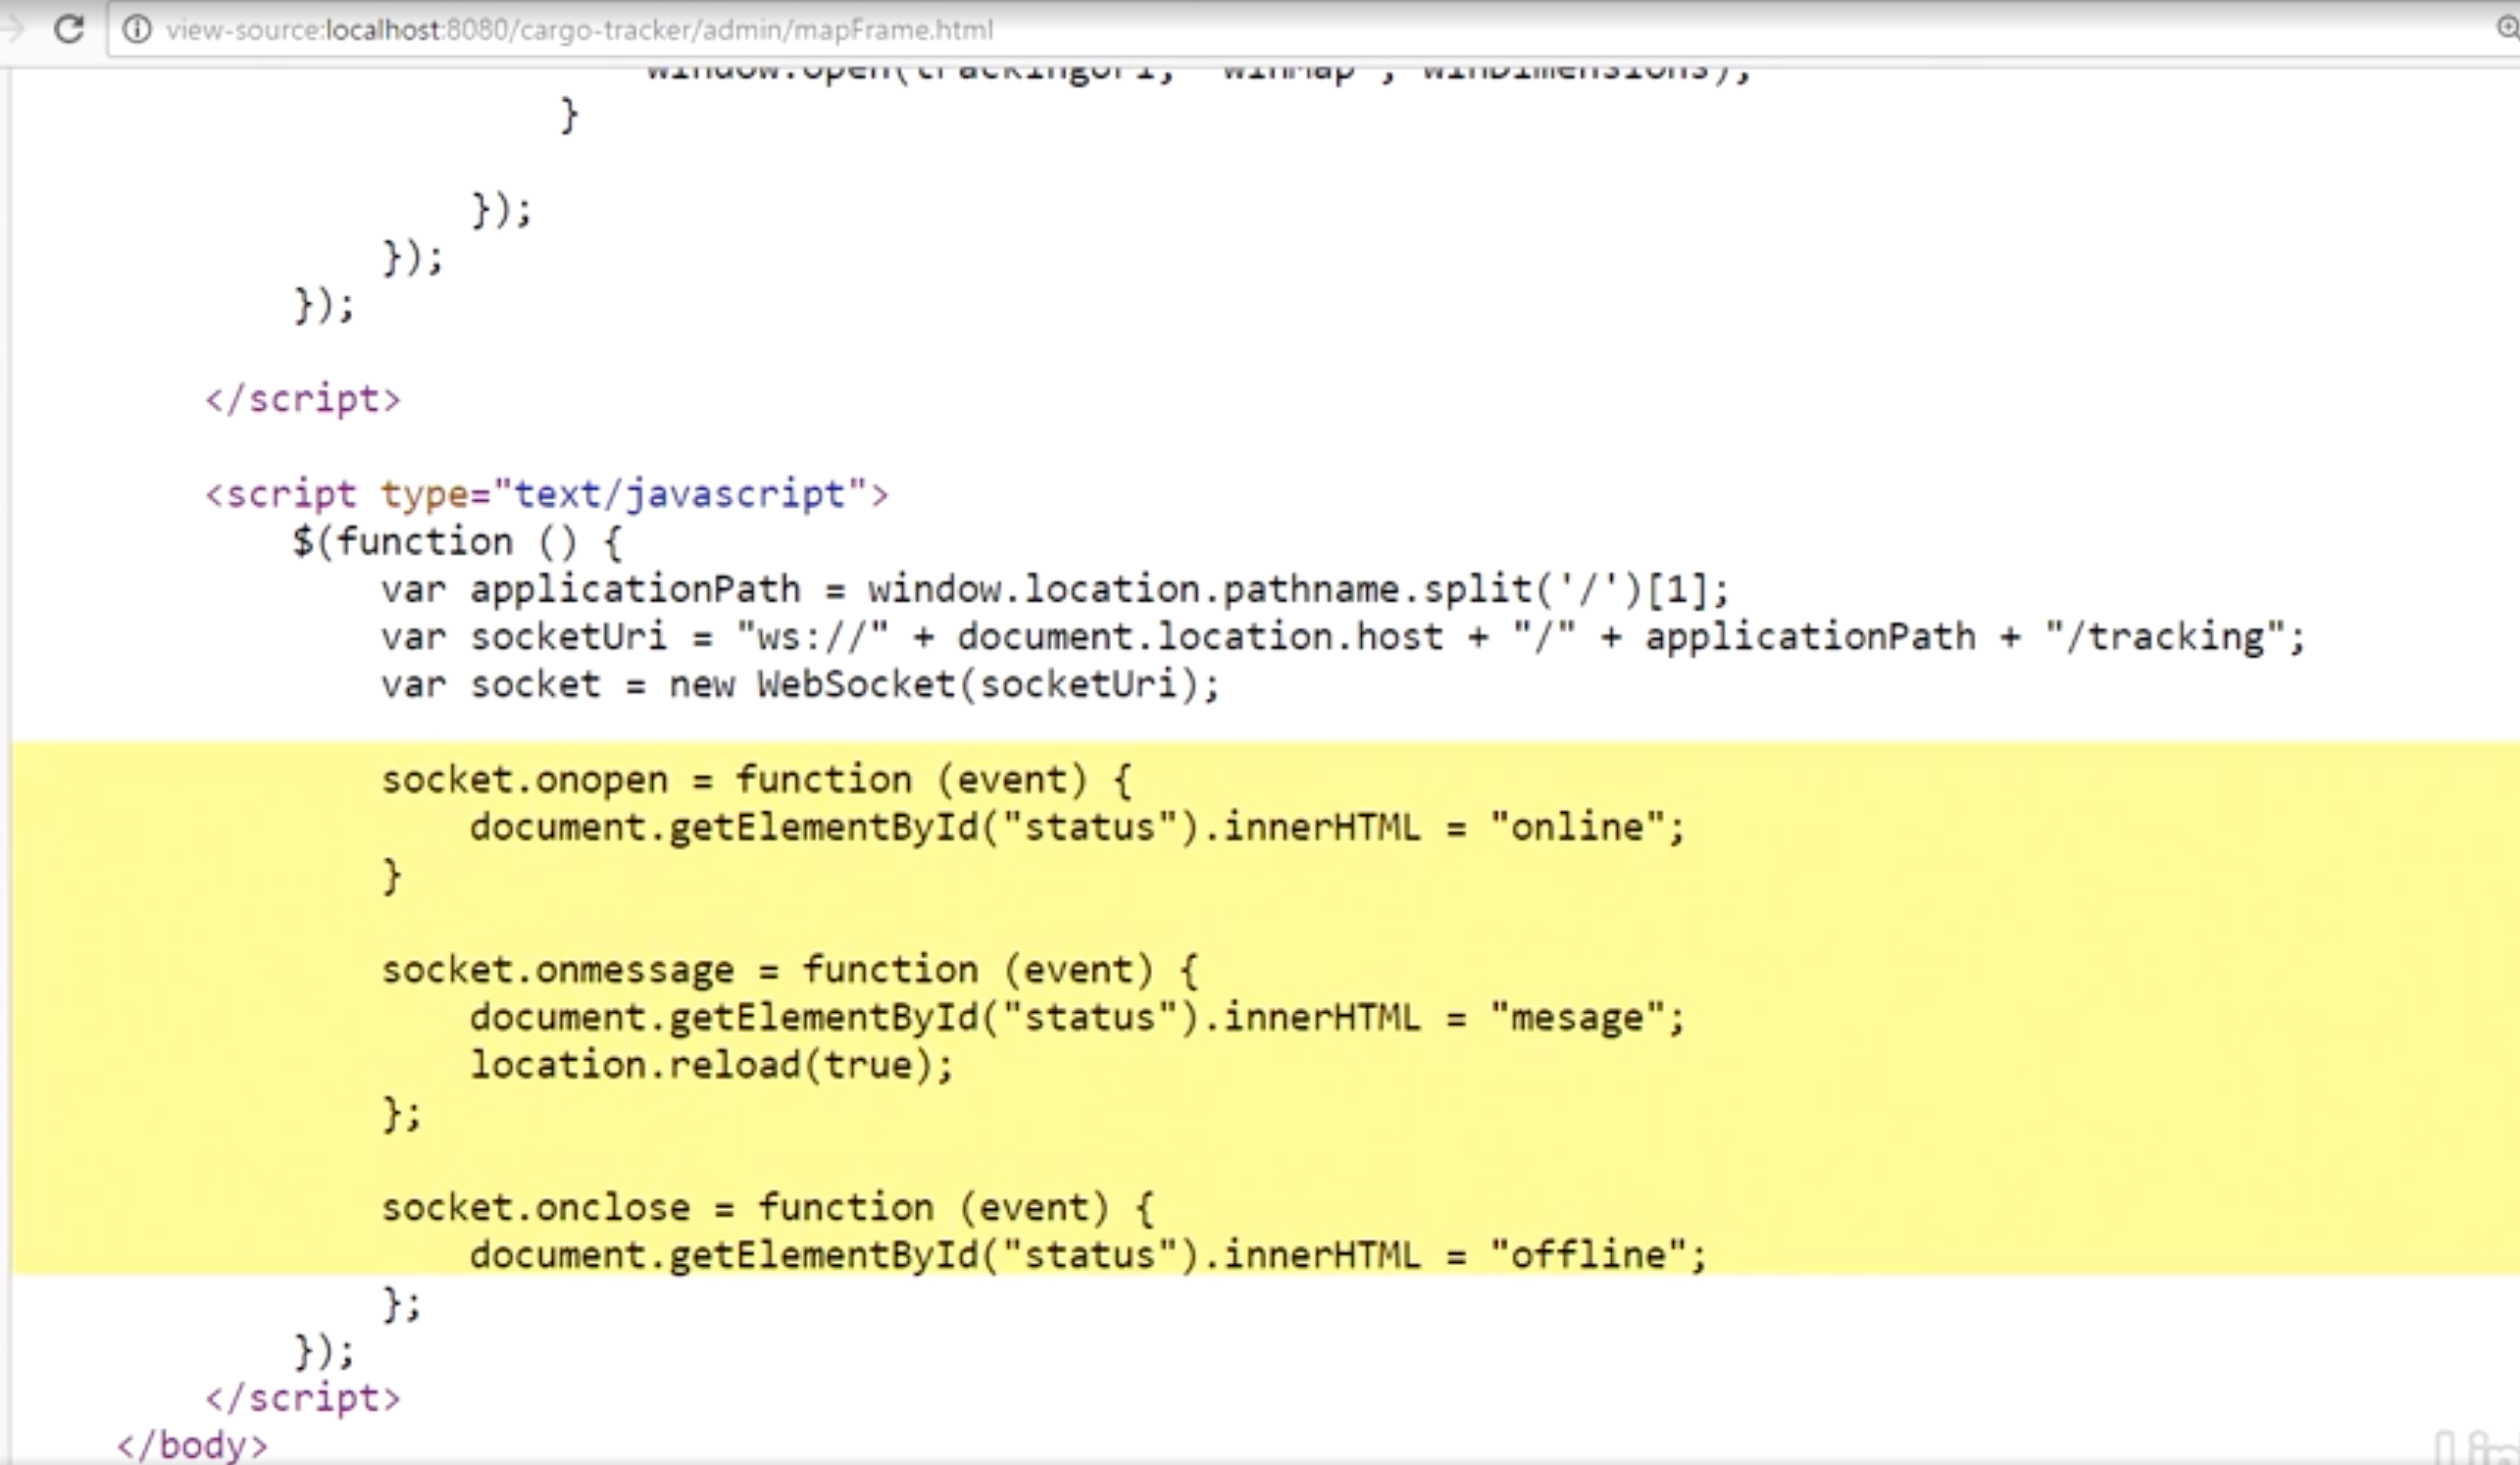 view-source:localhost:8080/cargo-tracker/admin/mapFrame.html
window.open(trackingUri, "winMap", winDimensions);
}
});
});
});
</script>
<script type="text/javascript">
$(function () {
var applicationPath = window.location.pathname.split('/')[1];
var socketUri = "ws://" + document.location.host + "/" + applicationPath + "/tracking";
var socket = new WebSocket(socketUri);
socket.onopen = function (event) {
document.getElementById("status").innerHTML = "online";
}
socket.onmessage = function (event) {
document.getElementById("status").innerHTML = "mesage";
location.reload(true);
};
socket.onclose = function (event) {
document.getElementById("status").innerHTML = "offline";
};
});
</script>
</body>